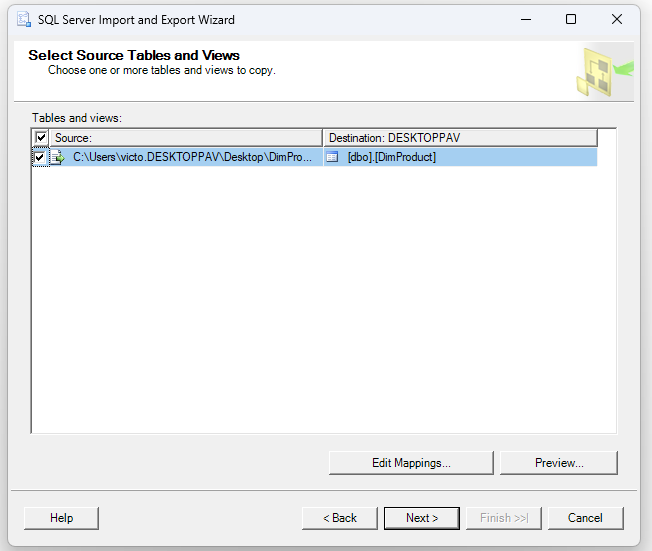 SQL Server Import and Export Wizard
Select Source Tables and Views
Choose one or more tables and views to copy.
Tables and views:
Source: Destination: DESKTOPPAV
C:\Users\victo.DESKTOPPAV\Desktop\DimPro... [dbo].[DimProduct]
Edit Mappings... Preview...
Help < Back Next > Finish >>| Cancel